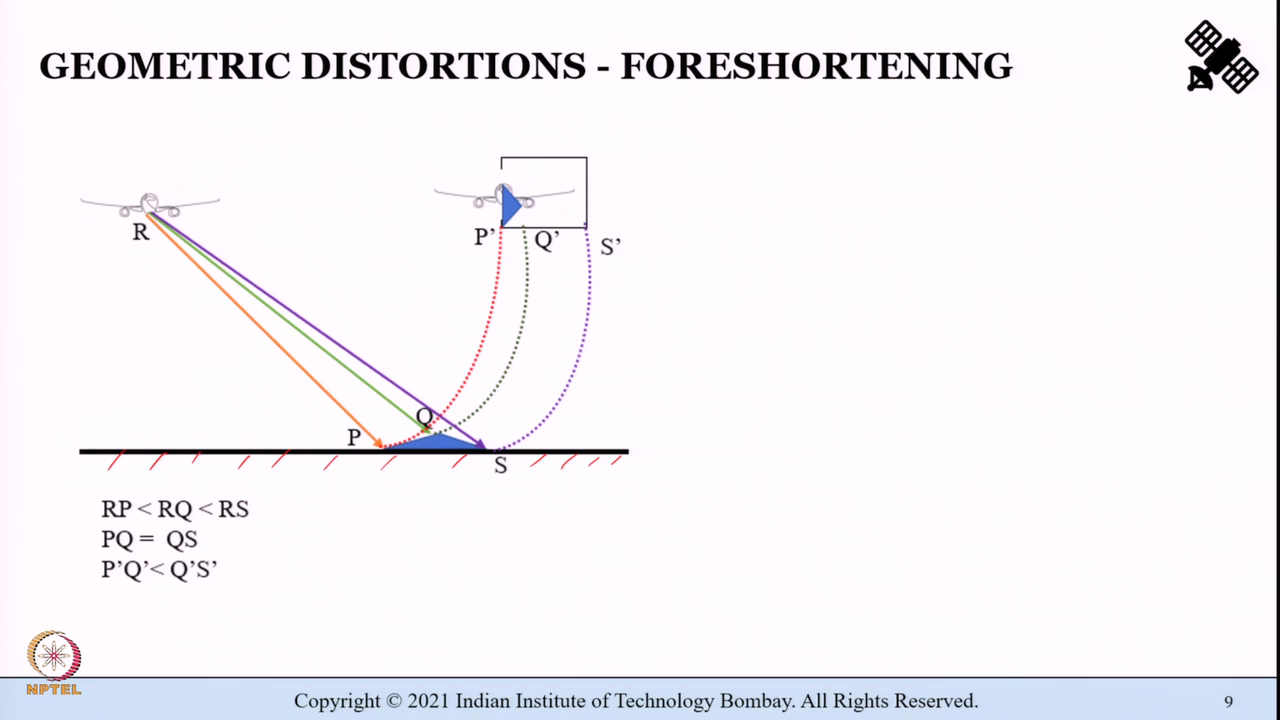 GEOMETRIC DISTORTIONS - FORESHORTENING
R
P’
Q’
S’
Q
P
S
RP < RQ < RS
PQ = QS
P’Q’< Q’S’
NPTEL
Copyright © 2021 Indian Institute of Technology Bombay. All Rights Reserved.
9